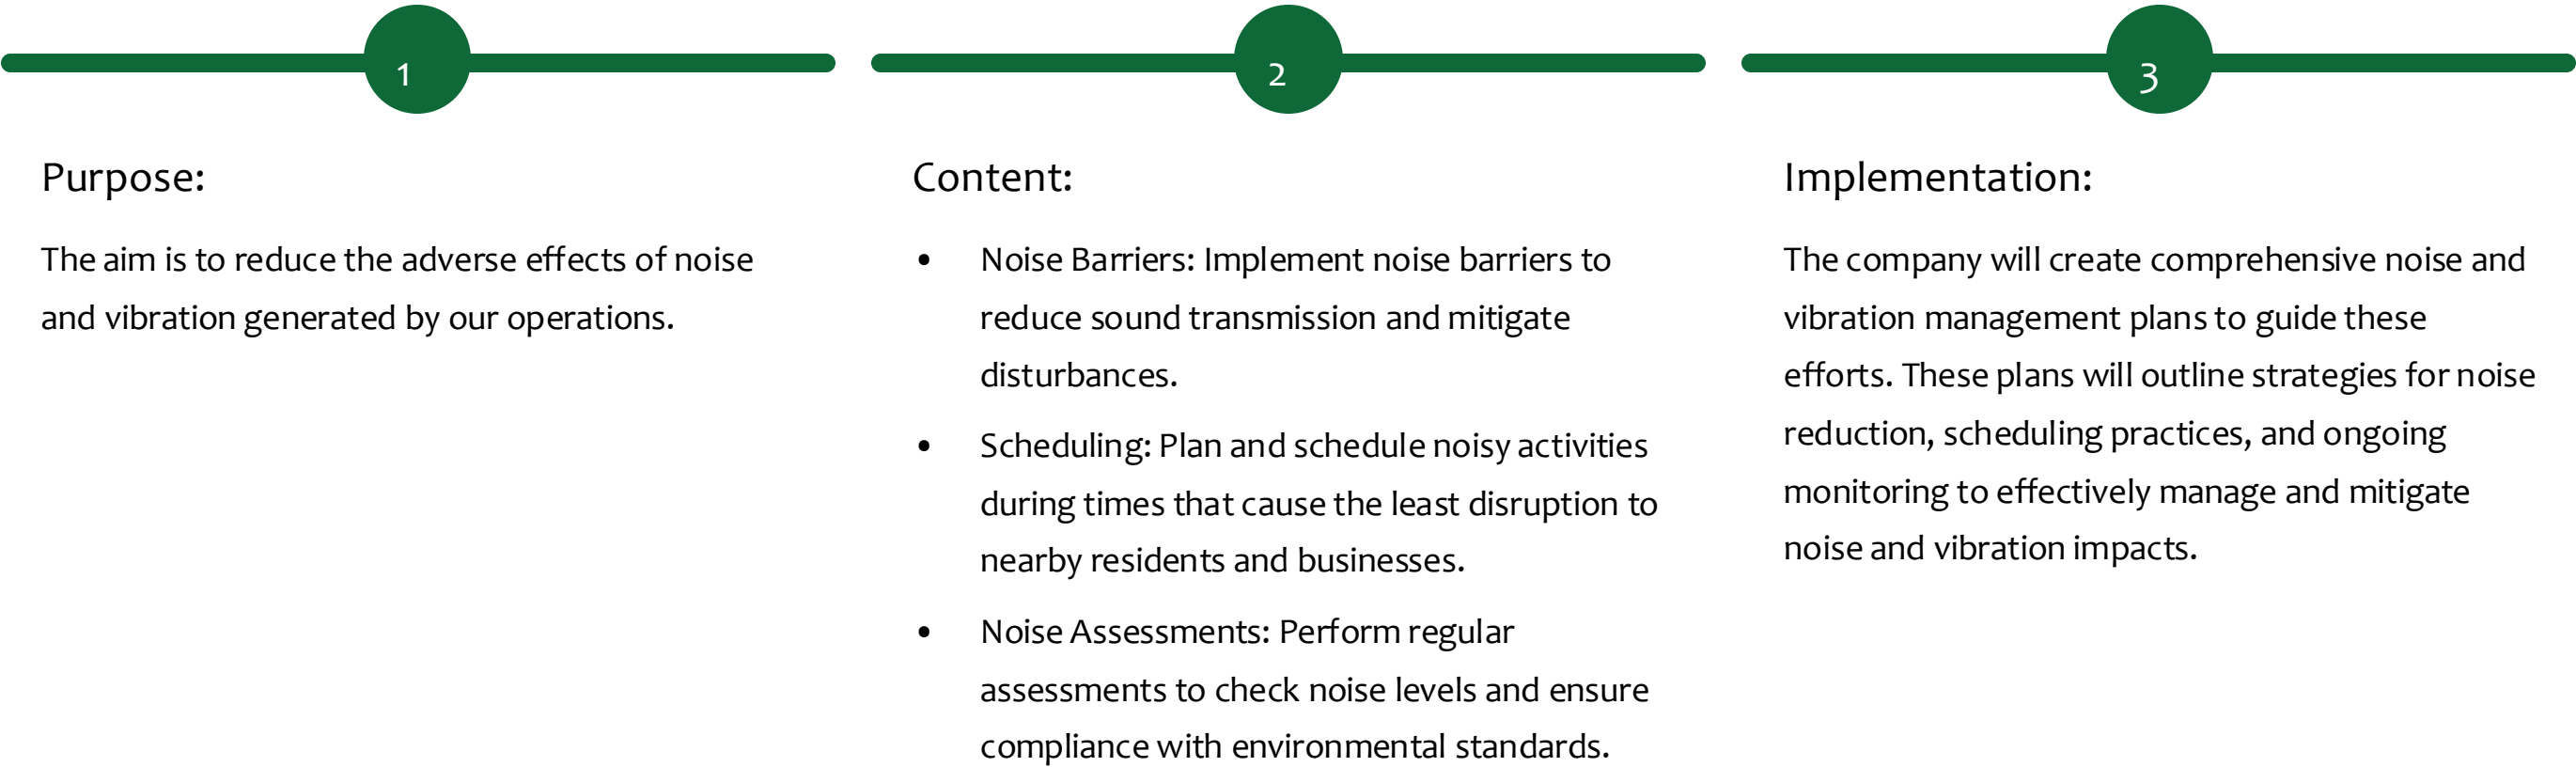 1
Purpose:
The aim is to reduce the adverse effects of noise
and vibration generated by our operations.
2
Content:
• Noise Barriers: Implement noise barriers to
reduce sound transmission and mitigate
disturbances.
• Scheduling: Plan and schedule noisy activities
during times that cause the least disruption to
nearby residents and businesses.
• Noise Assessments: Perform regular
assessments to check noise levels and ensure
compliance with environmental standards.
3
Implementation:
The company will create comprehensive noise and
vibration management plans to guide these
efforts. These plans will outline strategies for noise
reduction, scheduling practices, and ongoing
monitoring to effectively manage and mitigate
noise and vibration impacts.